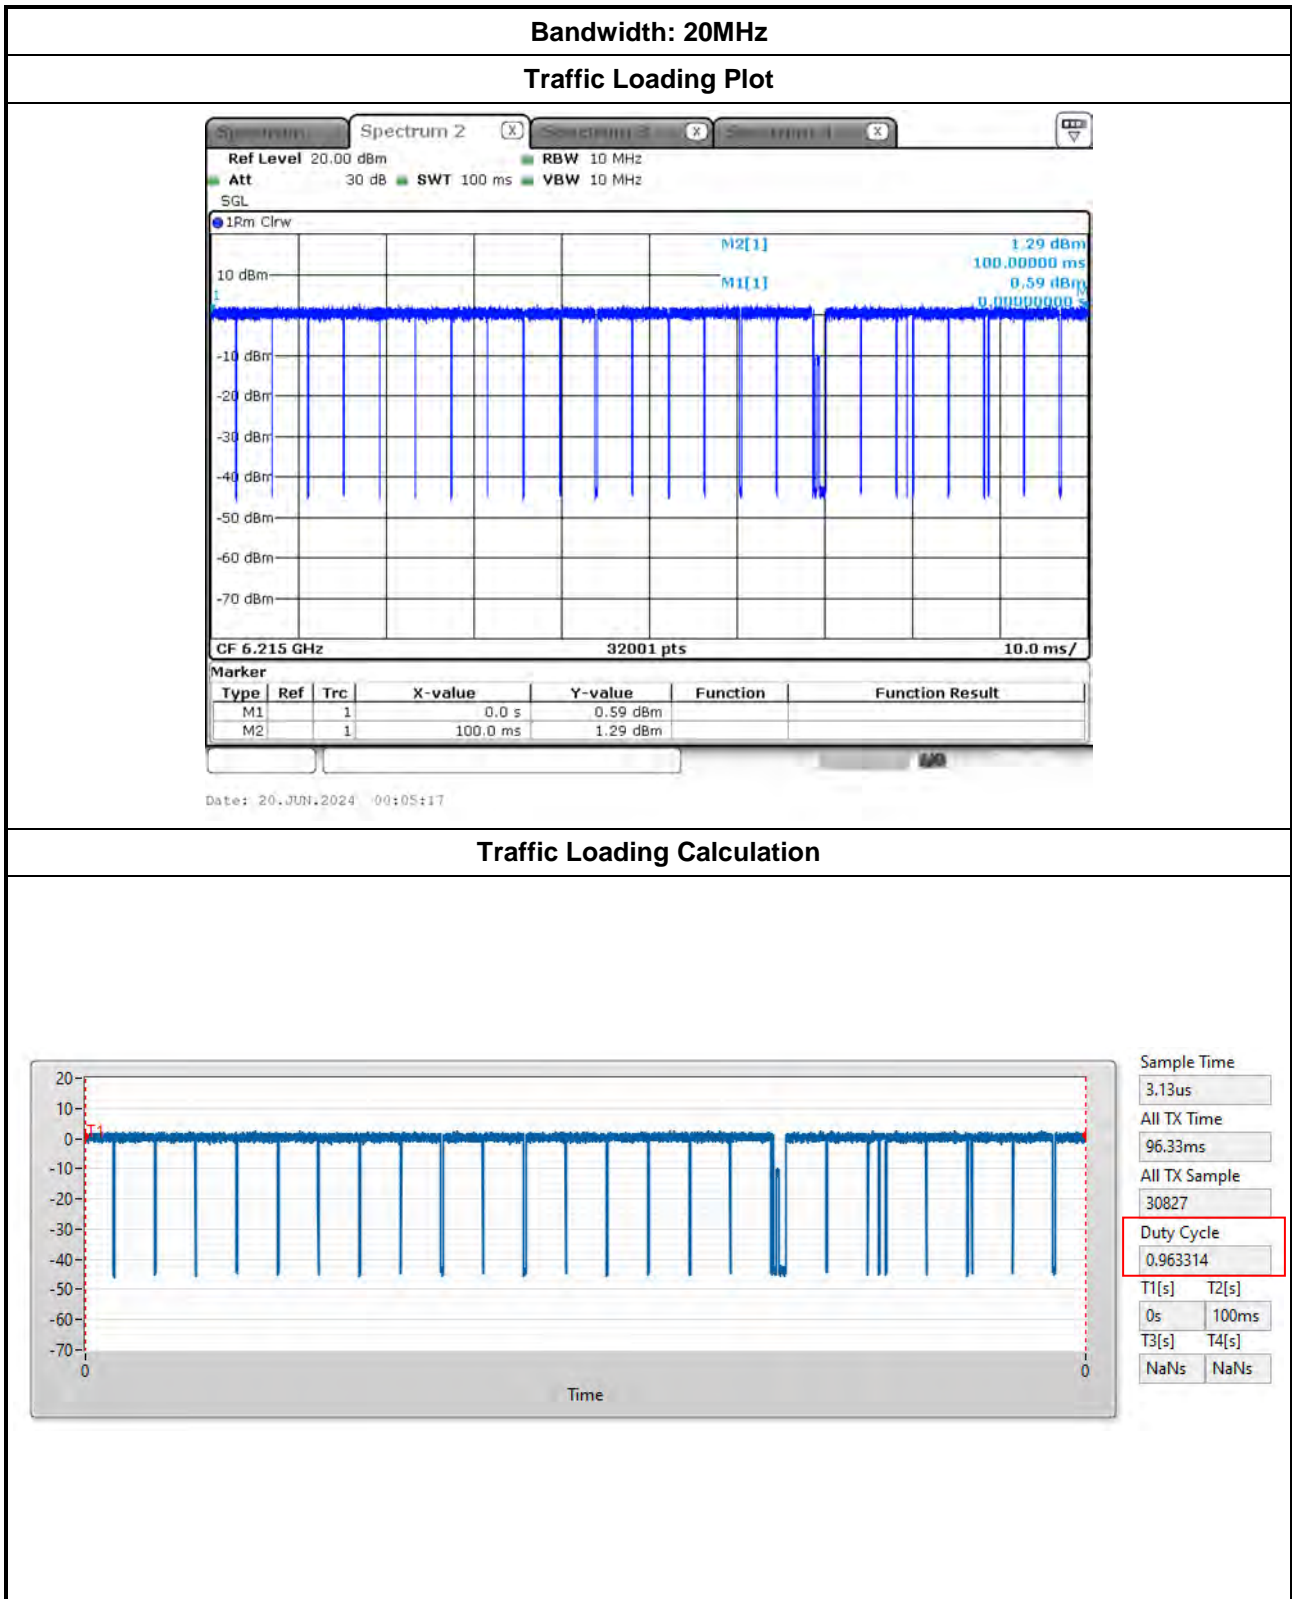 Bandwidth: 20MHz
Traffic Loading Plot
Spectrum 2 X X X
Ref Level 20.00 dBm RBW 10 MHz
Att 30 dB SWT 100 ms VBW 10 MHz
SGL
1Rm Clrw
M2[1] 1.29 dBm
100.00000 ms
10 dBm
M1[1] 0.59 dBm
0.00000000 s
-10 dBm
-20 dBm
-30 dBm
-40 dBm
-50 dBm
-60 dBm
-70 dBm
CF 6.215 GHz 32001 pts 10.0 ms/
Marker
Type Ref Trc X-value Y-value Function Function Result
M1 1 0.0 s 0.59 dBm
M2 1 100.0 ms 1.29 dBm
Date: 20.JUN.2024 00:05:17
Traffic Loading Calculation
20
10
0
-10
-20
-30
-40
-50
-60
-70
T1
0 0
Time
Sample Time
3.13us
All TX Time
96.33ms
All TX Sample
30827
Duty Cycle
0.963314
T1[s] T2[s]
0s 100ms
T3[s] T4[s]
NaNs NaNs